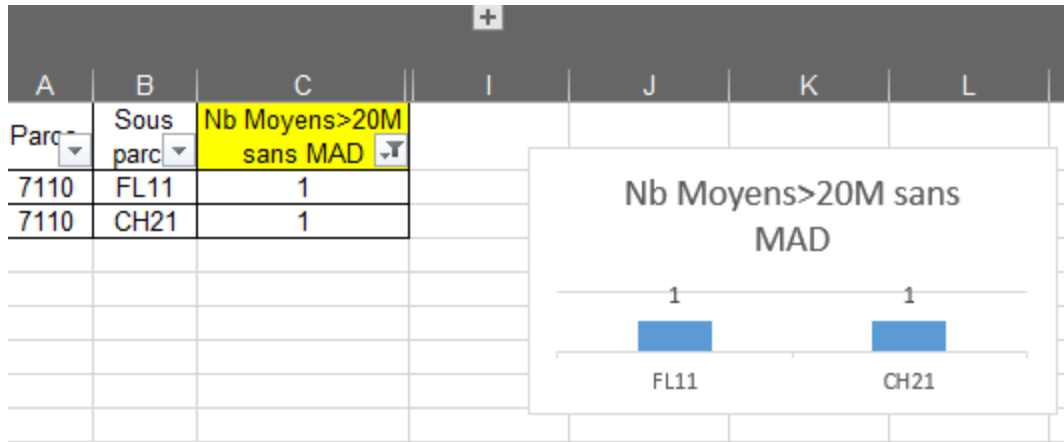 A B C I J K L
Parc Sous parc Nb Moyens>20M sans MAD
7110 FL11 1
7110 CH21 1
Nb Moyens>20M sans
MAD
1 1
FL11 CH21